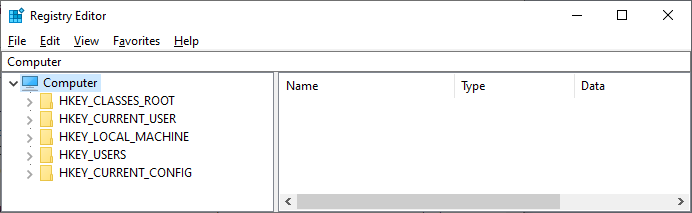 Registry Editor
File Edit View Favorites Help
Computer
Computer
Name Type Data
HKEY_CLASSES_ROOT
HKEY_CURRENT_USER
HKEY_LOCAL_MACHINE
HKEY_USERS
HKEY_CURRENT_CONFIG